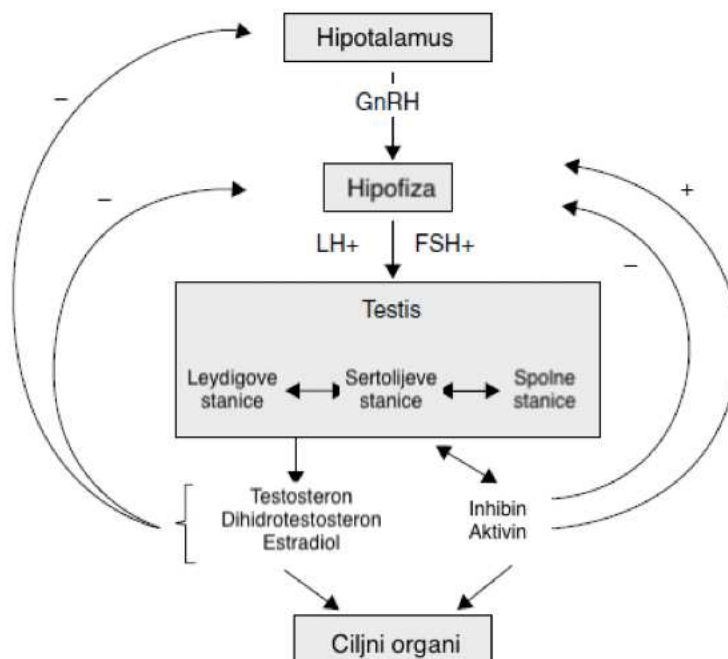 Hipotalamus
–
GnRH
Hipofiza
–
+
–
LH+ FSH+
Testis
Leydigove
stanice
Sertolijeve
stanice
Spolne
stanice
Testosteron
Dihidrotestosteron
Estradiol
Inhibin
Aktivin
Ciljni organi